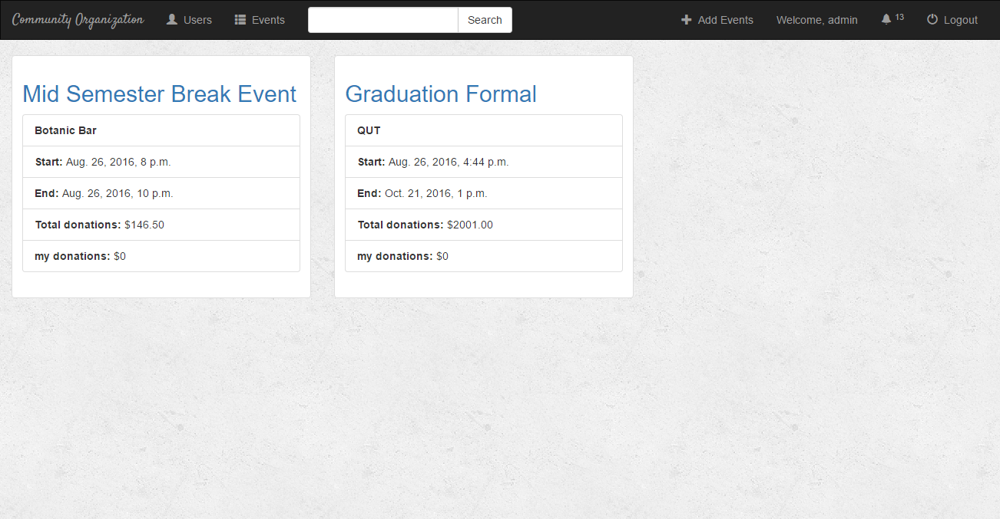 Community Organization Users Events Search Add Events Welcome, admin 13 Logout
Mid Semester Break Event
Botanic Bar
Start: Aug. 26, 2016, 8 p.m.
End: Aug. 26, 2016, 10 p.m.
Total donations: $146.50
my donations: $0
Graduation Formal
QUT
Start: Aug. 26, 2016, 4:44 p.m.
End: Oct. 21, 2016, 1 p.m.
Total donations: $2001.00
my donations: $0